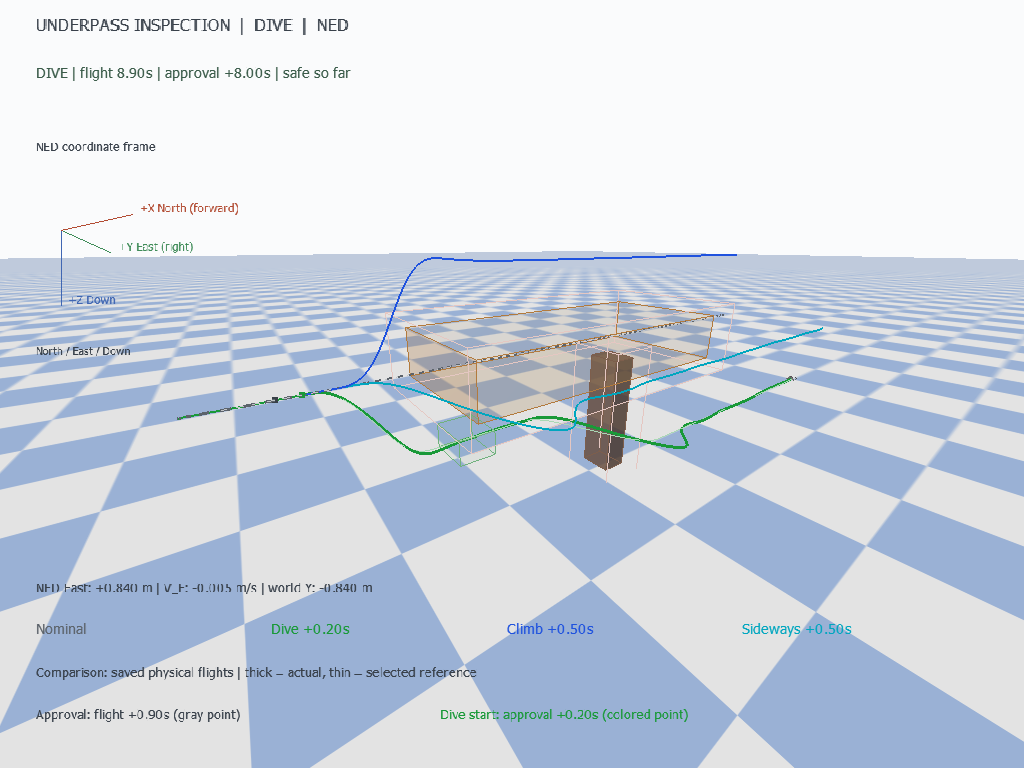 UNDERPASS INSPECTION | DIVE | NED
DIVE | flight 8.90s | approval +8.00s | safe so far
NED coordinate frame
+X North (forward)
+Y East (right)
+Z Down
North / East / Down
NED East: +0.840 m | V_E: -0.005 m/s | world Y: -0.840 m
Nominal Dive +0.20s Climb +0.50s Sideways +0.50s
Comparison: saved physical flights | thick = actual, thin = selected reference
Approval: flight +0.90s (gray point) Dive start: approval +0.20s (colored point)